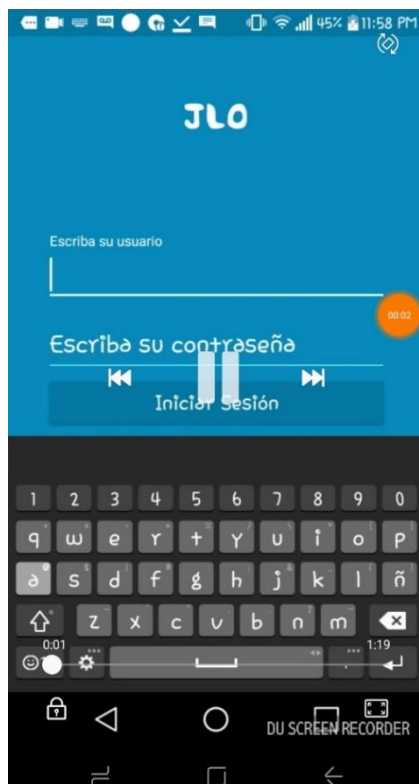 45% 11:58 PM
JLO
Escriba su usuario
00:02
Escriba su contraseña
Iniciar Sesión
1 2 3 4 5 6 7 8 9 0
q w e r t y u i o p
a s d f g h j k l ñ
z x c v b n m
0:01 1:19
DU SCREEN RECORDER